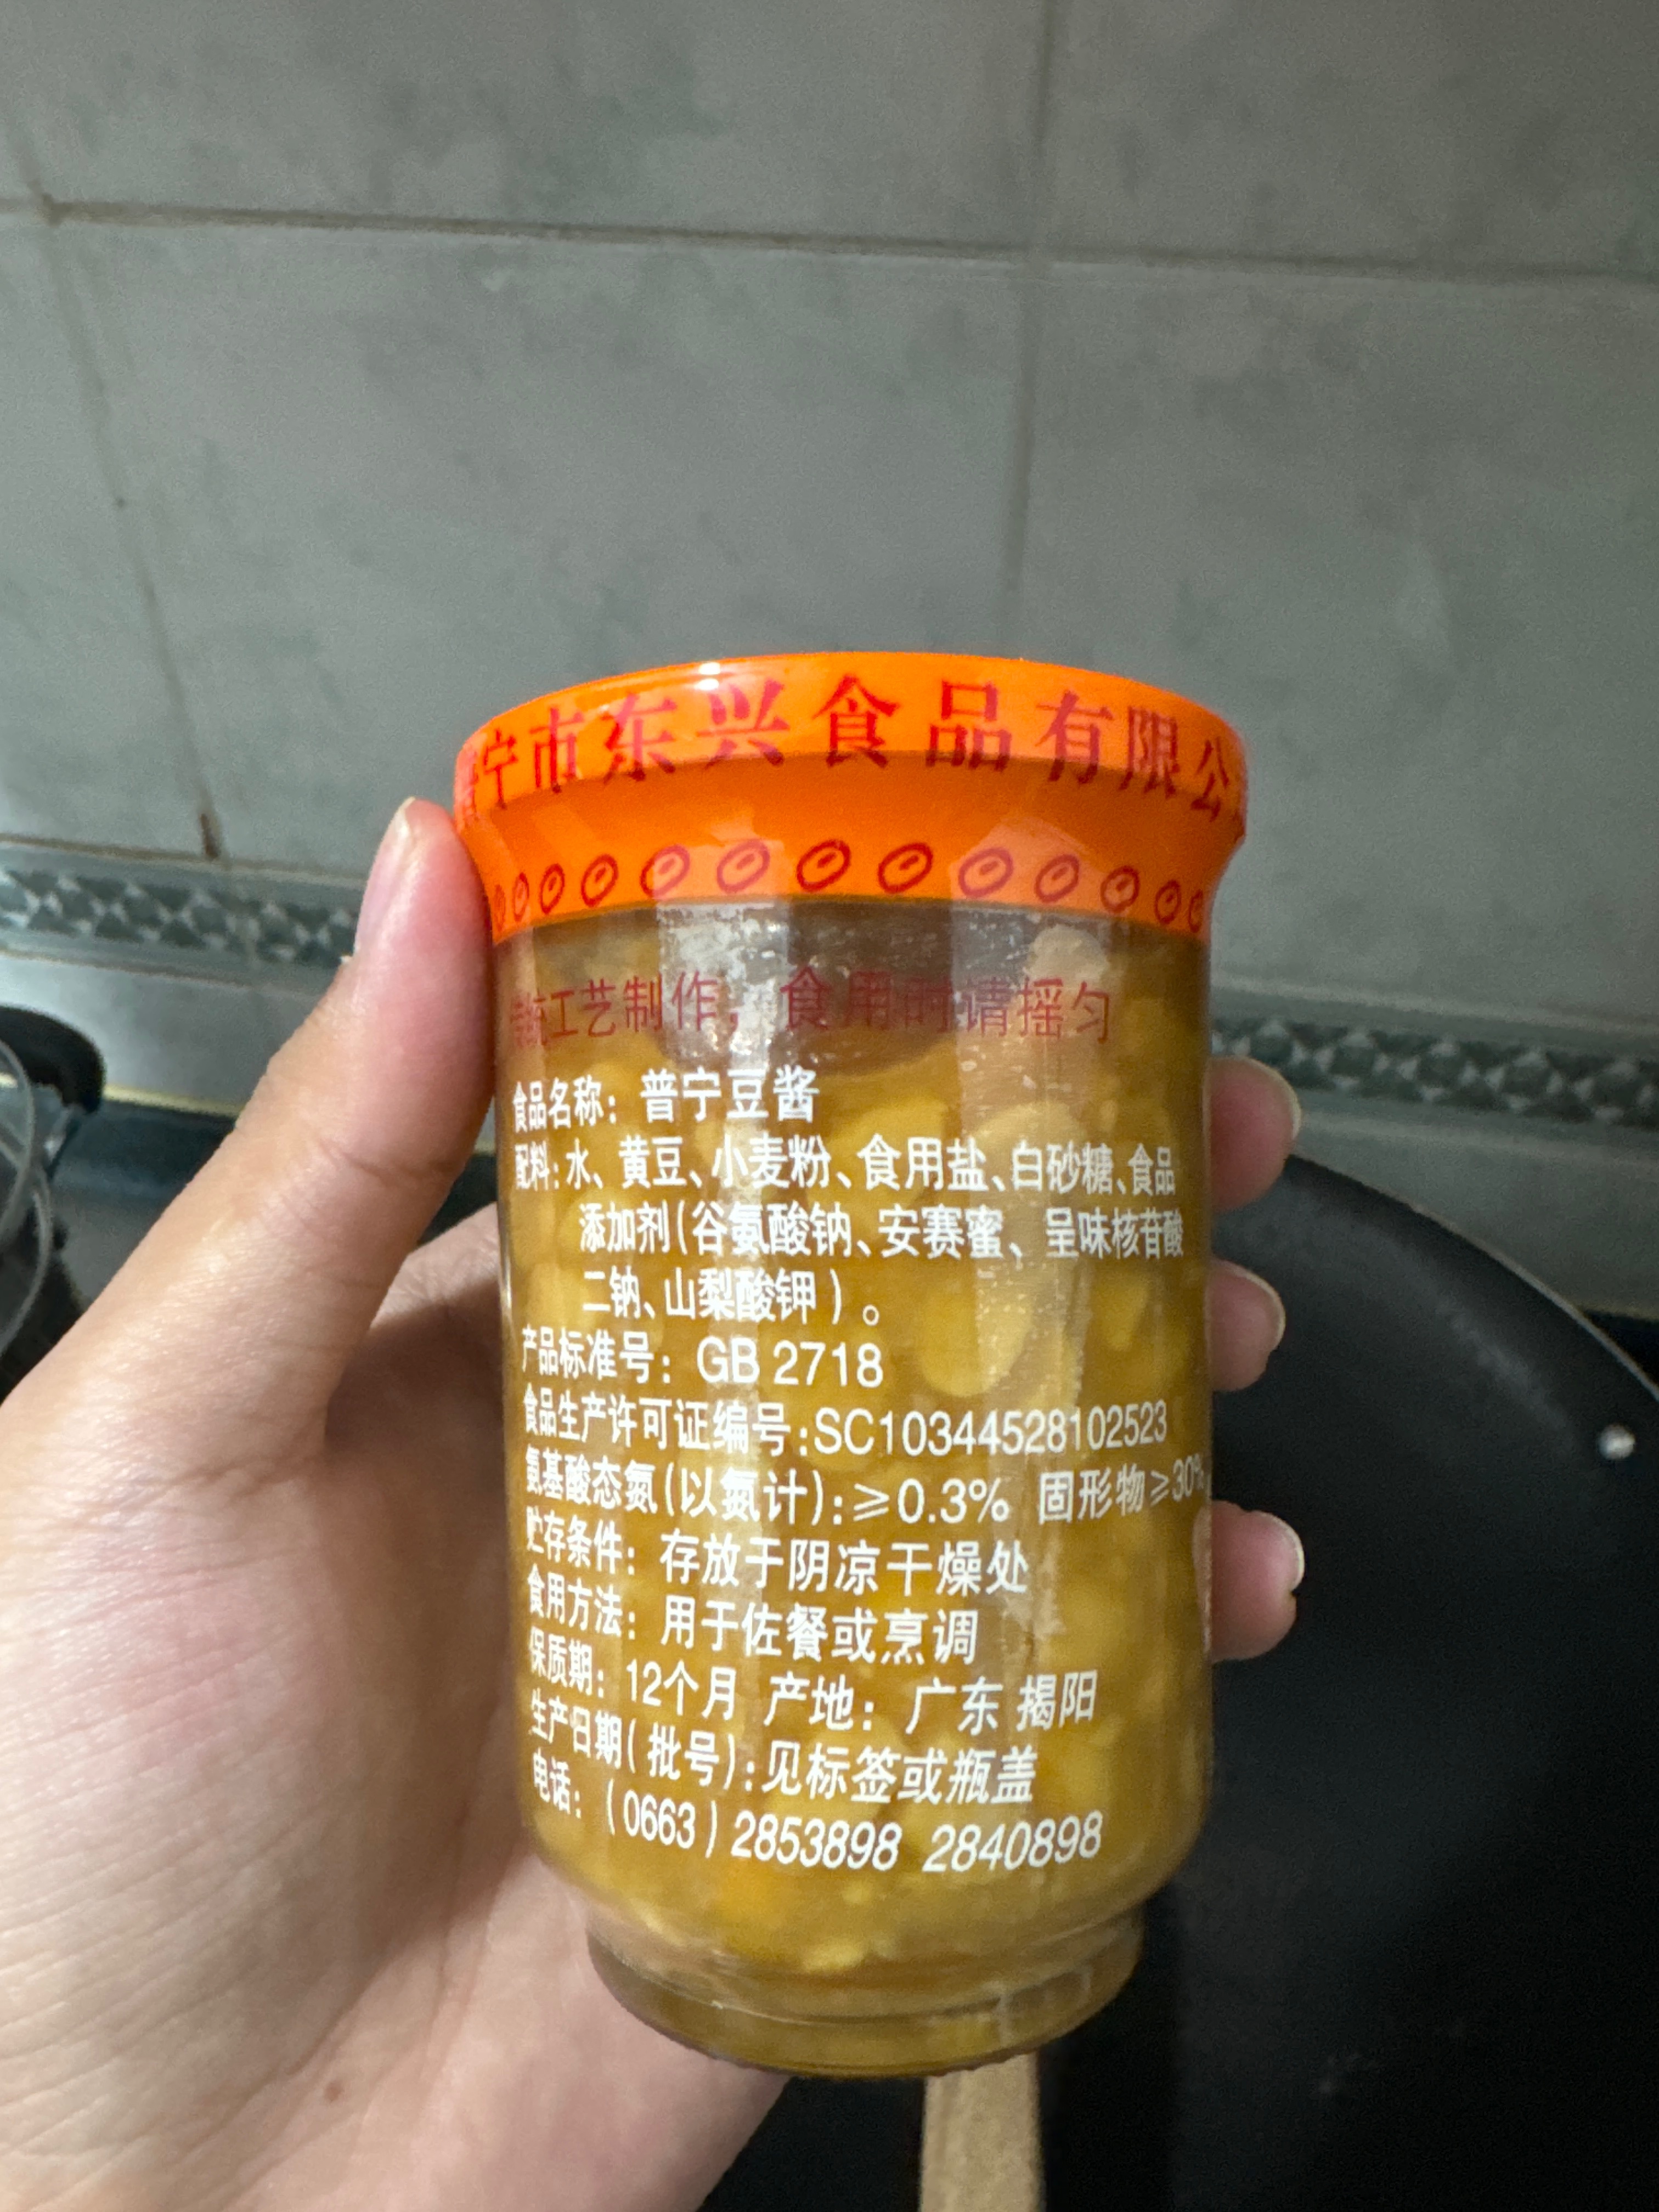 普宁市东兴食品有限公
传统工艺制作，食用时请摇匀
食品名称：普宁豆酱
配料：水、黄豆、小麦粉、食用盐、白砂糖、食品
添加剂（谷氨酸钠、安赛蜜、呈味核苷酸
二钠、山梨酸钾）。
产品标准号：GB 2718
食品生产许可证编号：SC10344528102523
氨基酸态氮（以氮计）：≥0.3% 固形物≥30%
贮存条件：存放于阴凉干燥处
食用方法：用于佐餐或烹调
保质期：12个月 产地：广东 揭阳
生产日期（批号）：见标签或瓶盖
电话：（0663）2853898 2840898